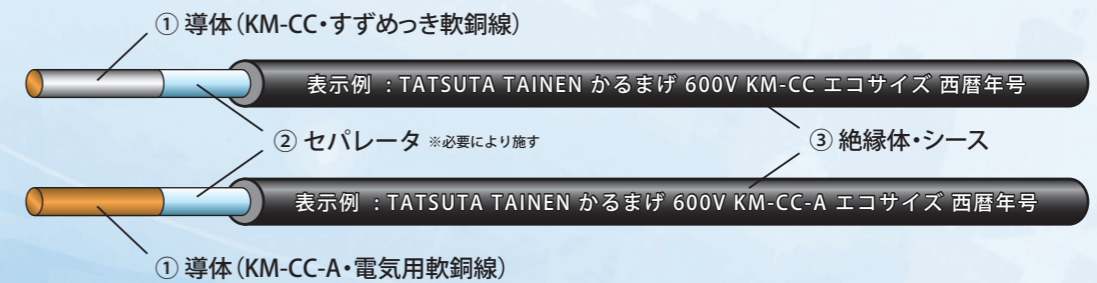 ① 導体（KM-CC・すずめっき軟銅線）
表示例 ：TATSUTA TAINEN かるまげ 600V KM-CC エコサイズ 西暦年号
② セパレータ ※必要により施す
③ 絶縁体・シース
表示例 ：TATSUTA TAINEN かるまげ 600V KM-CC-A エコサイズ 西暦年号
① 導体（KM-CC-A・電気用軟銅線）